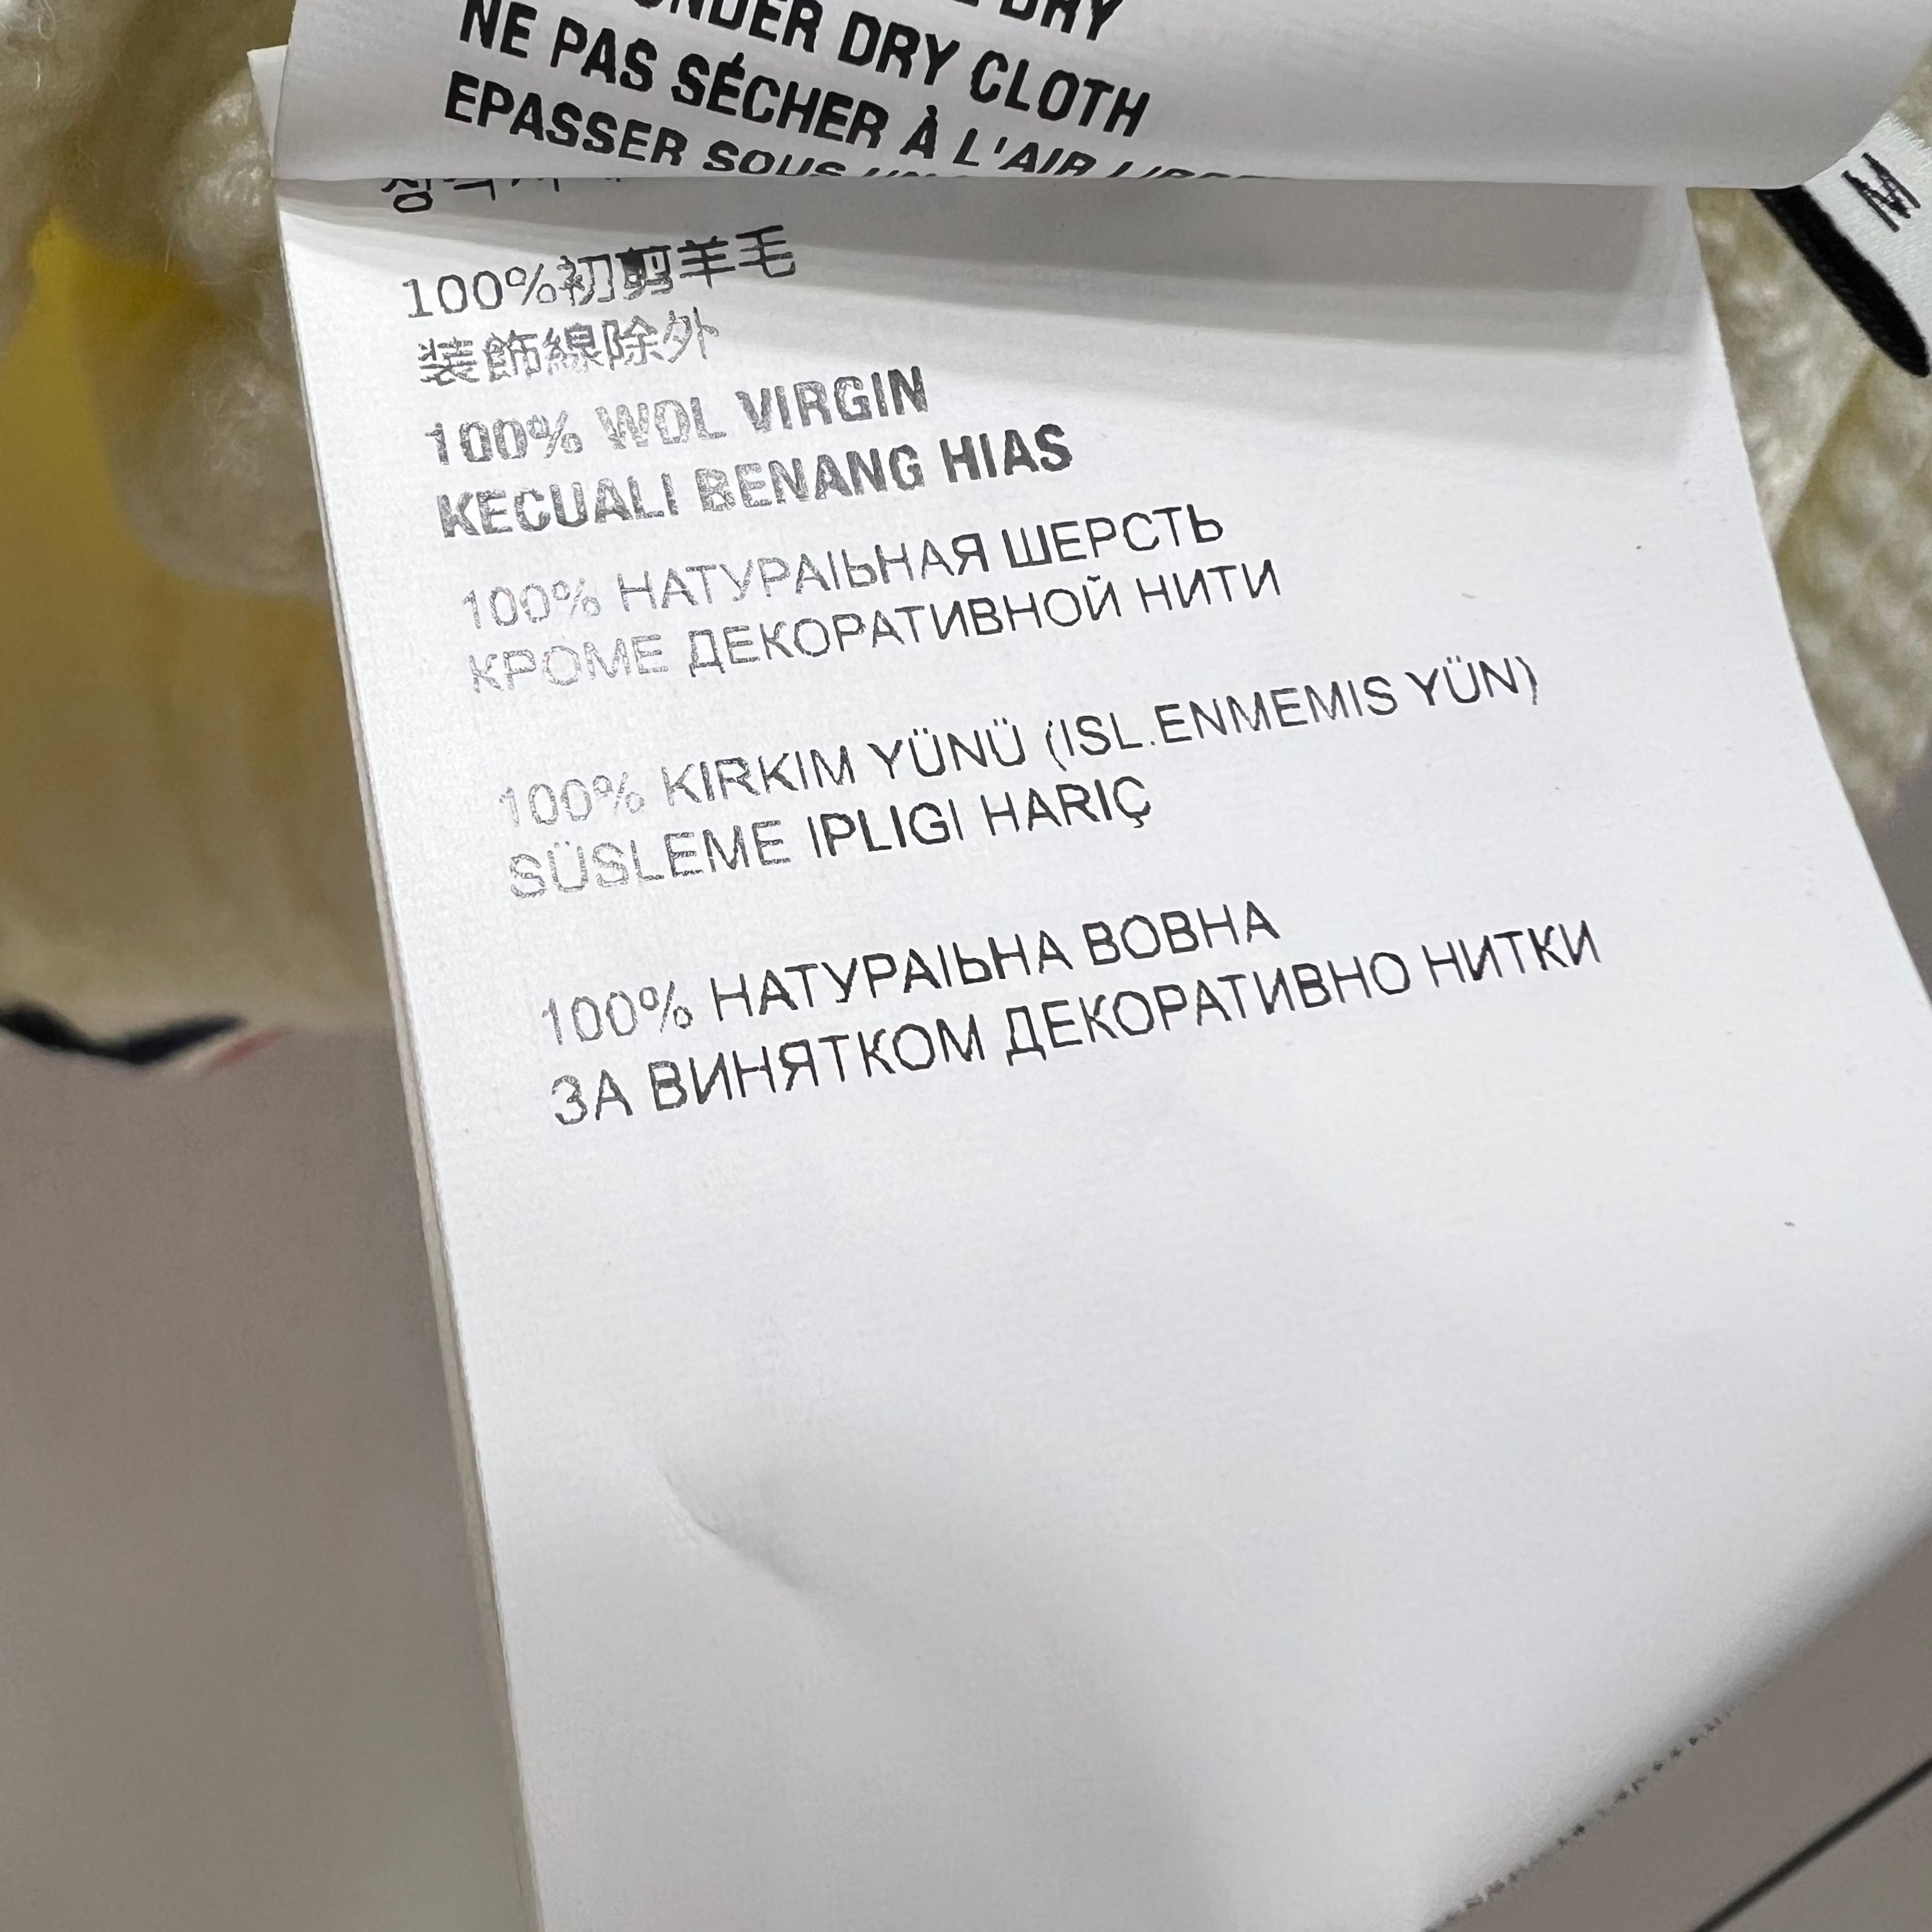 DRY
UNDER DRY CLOTH
NE PAS SÉCHER À L'AIR
EPASSER SOUS
M
100%初剪羊毛
装飾線除外
100% WOL VIRGIN
KECUALI BENANG HIAS
100% НАТУРАІЬНАЯ ШЕРСТЬ
КРОМЕ ДЕКОРАТИВНОЙ НИТИ
100% KIRKIM YÜNÜ (ISL.ENMEMIS YÜN)
SÜSLEME IPLIGI HARIÇ
100% НАТУРАІЬНА ВОВНА
ЗА ВИНЯТКОМ ДЕКОРАТИВНО НИТКИ